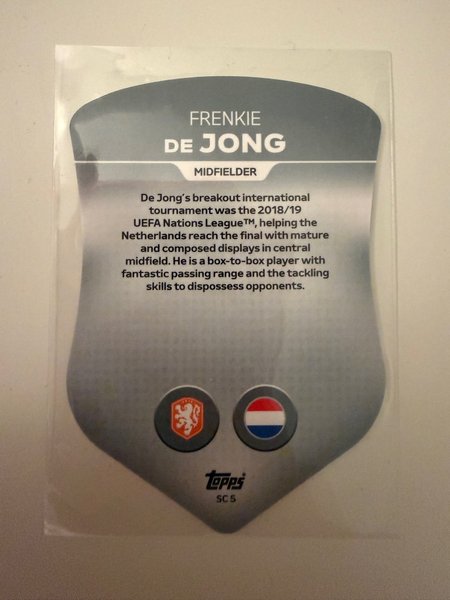 FRENKIE
DE JONG
MIDFIELDER
De Jong's breakout international
tournament was the 2018/19
UEFA Nations League™, helping the
Netherlands reach the final with mature
and composed displays in central
midfield. He is a box-to-box player with
fantastic passing range and the tackling
skills to dispossess opponents.
topps
SC 5